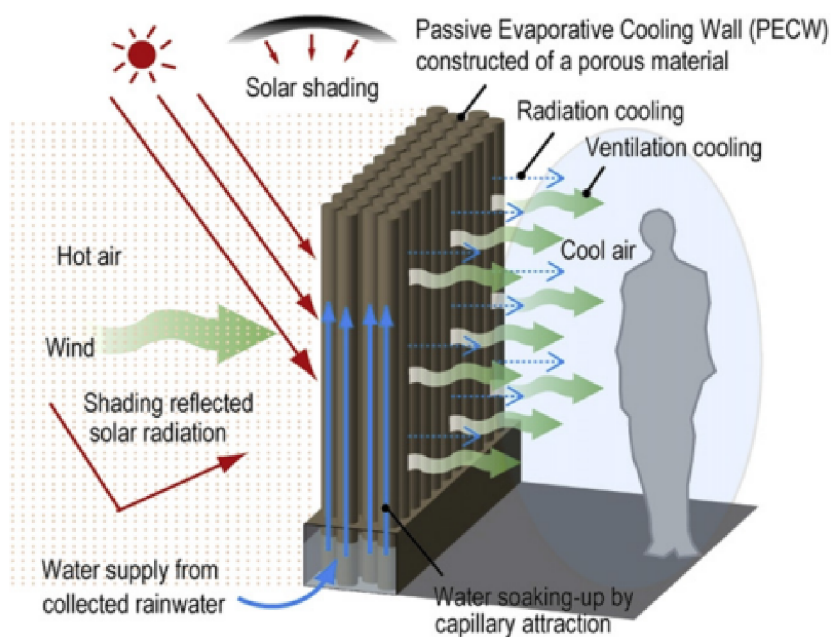 Passive Evaporative Cooling Wall (PECW)
constructed of a porous material
Solar shading
Radiation cooling
Ventilation cooling
Hot air
Cool air
Wind
Shading reflected
solar radiation
Water supply from
collected rainwater
Water soaking-up by
capillary attraction